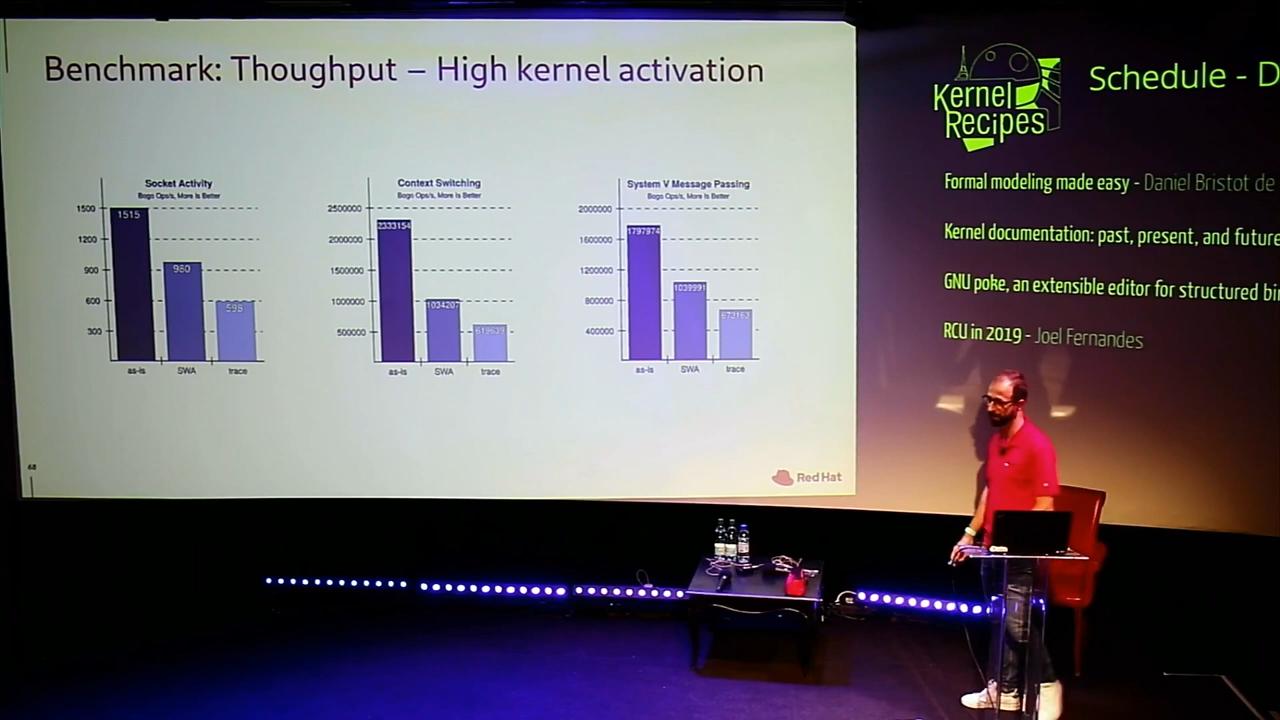 Benchmark: Thoughput – High kernel activation
Socket Activity
Bogo Ops/s, More Is Better
1500
1200
900
600
300
1515
980
598
as-is
SWA
trace
Context Switching
Bogo Ops/s, More Is Better
2500000
2000000
1500000
1000000
500000
2333154
1034207
as-is
SWA
trace
System V Message Passing
Bogo Ops/s, More Is Better
2000000
1600000
1200000
800000
400000
1797974
1039991
672163
as-is
SWA
trace
68
Red Hat
Kernel
Recipes
Schedule - D
Formal modeling made easy - Daniel Bristot de
Kernel documentation: past, present, and future
GNU poke, an extensible editor for structured bin
RCU in 2019 - Joel Fernandes